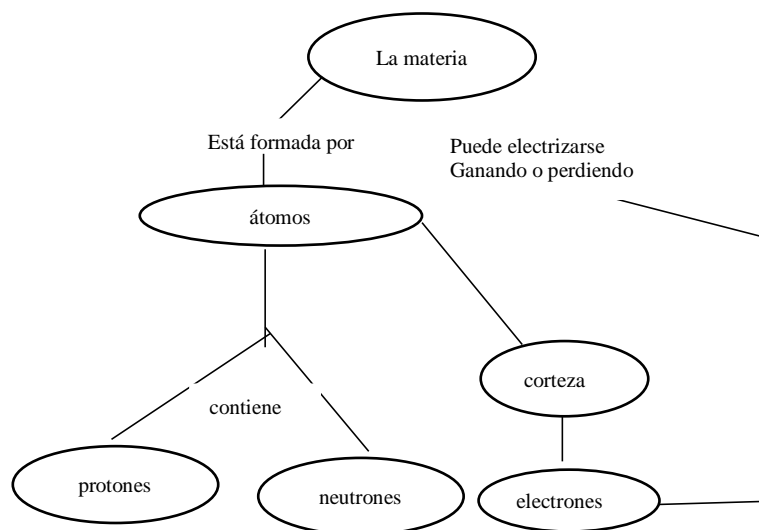 La materia
Está formada por
Puede electrizarse
Ganando o perdiendo
átomos
corteza
contiene
protones
neutrones
electrones